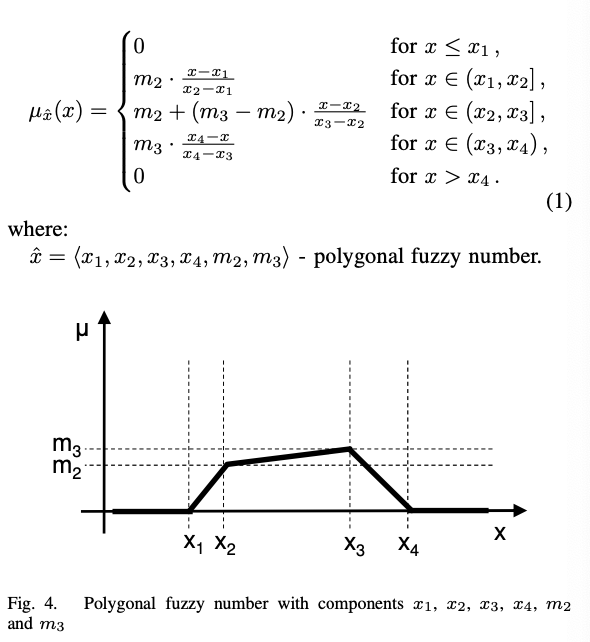 μ_x̂(x) = { 0 for x ≤ x₁ ,
m₂ · (x−x₁)/(x₂−x₁) for x ∈ (x₁, x₂] ,
m₂ + (m₃ − m₂) · (x−x₂)/(x₃−x₂) for x ∈ (x₂, x₃] ,
m₃ · (x₄−x)/(x₄−x₃) for x ∈ (x₃, x₄) ,
0 for x > x₄ .
(1)
where:
x̂ = ⟨x₁, x₂, x₃, x₄, m₂, m₃⟩ - polygonal fuzzy number.
μ
m₃
m₂
x₁ x₂ x₃ x₄ x
Fig. 4. Polygonal fuzzy number with components x₁, x₂, x₃, x₄, m₂
and m₃